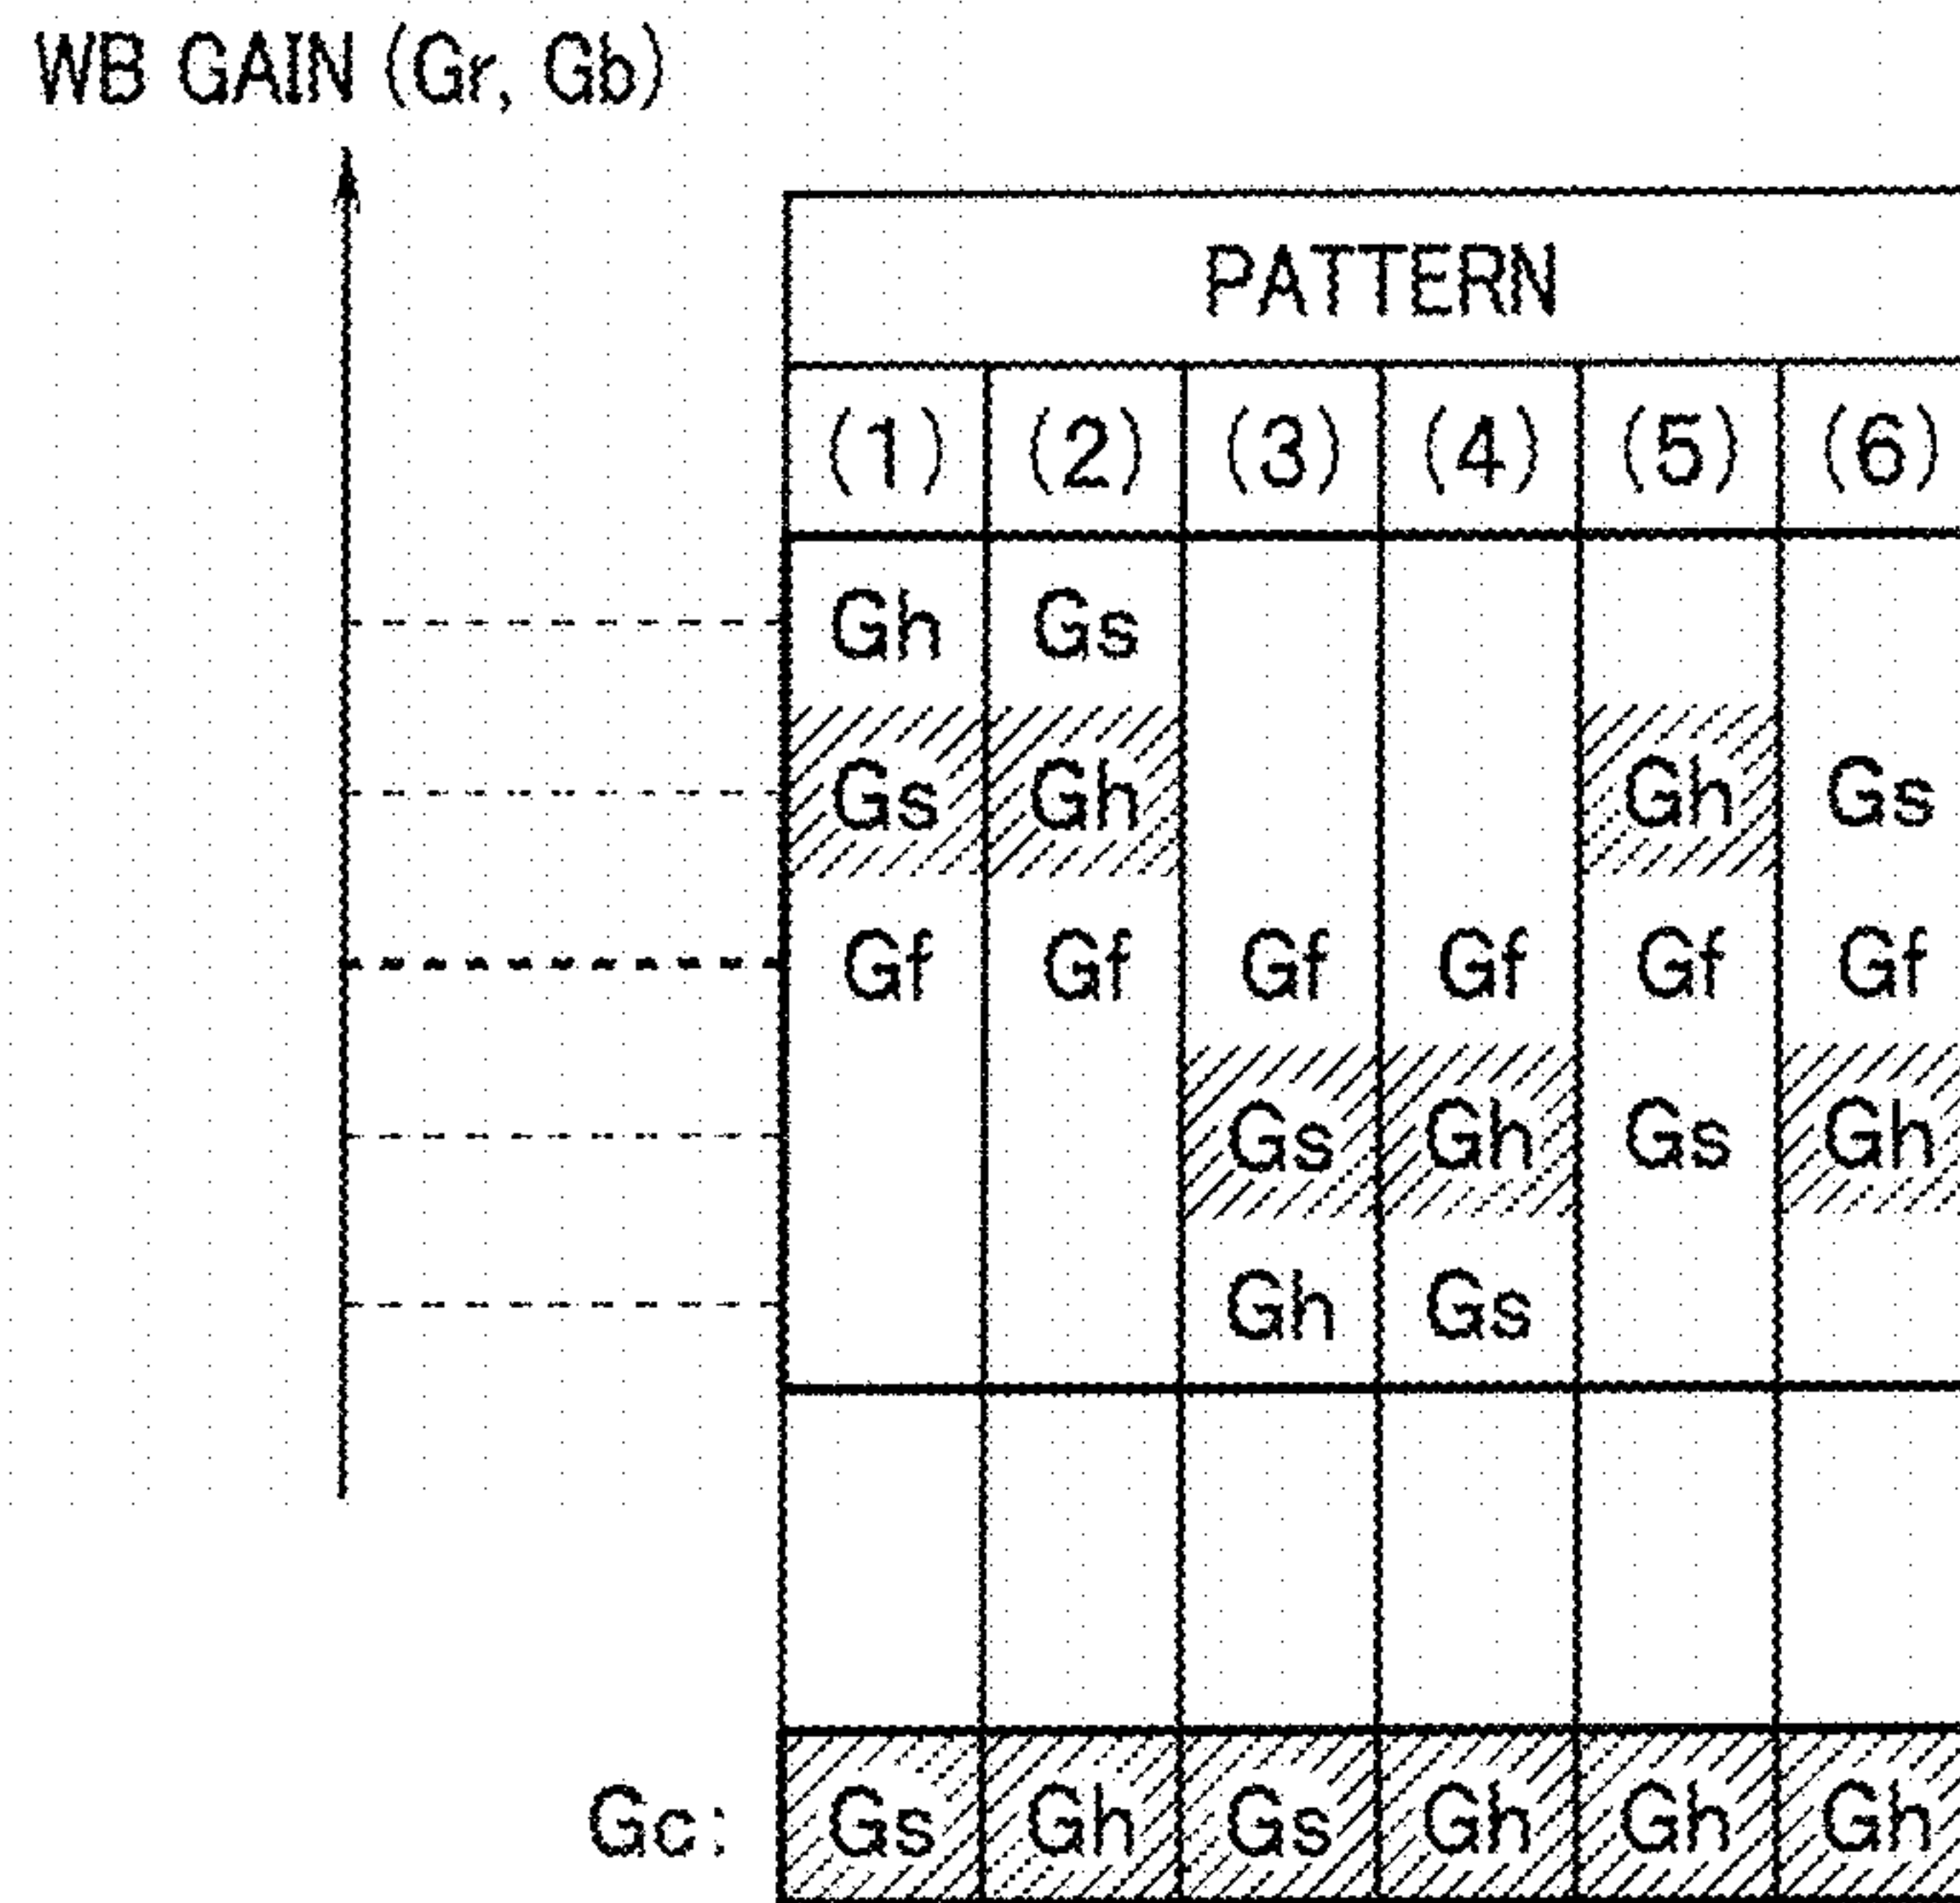 WB GAIN (Gr, Gb)
PATTERN
(1) (2) (3) (4) (5) (6)
Gh Gs
Gs Gh Gh Gs
Gf Gf Gf Gf Gf Gf
Gs Gh Gs Gh
Gh Gs
Gc: Gs Gh Gs Gh Gh Gh